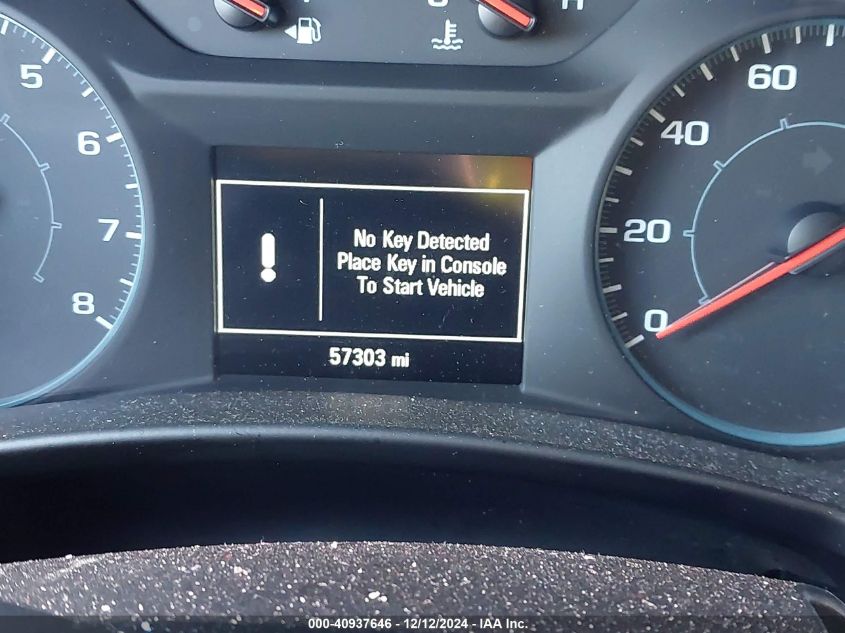 H
5
6
7
8
No Key Detected
Place Key in Console
To Start Vehicle
57303 mi
60
40
20
0
000-40937646 - 12/12/2024 - IAA Inc.